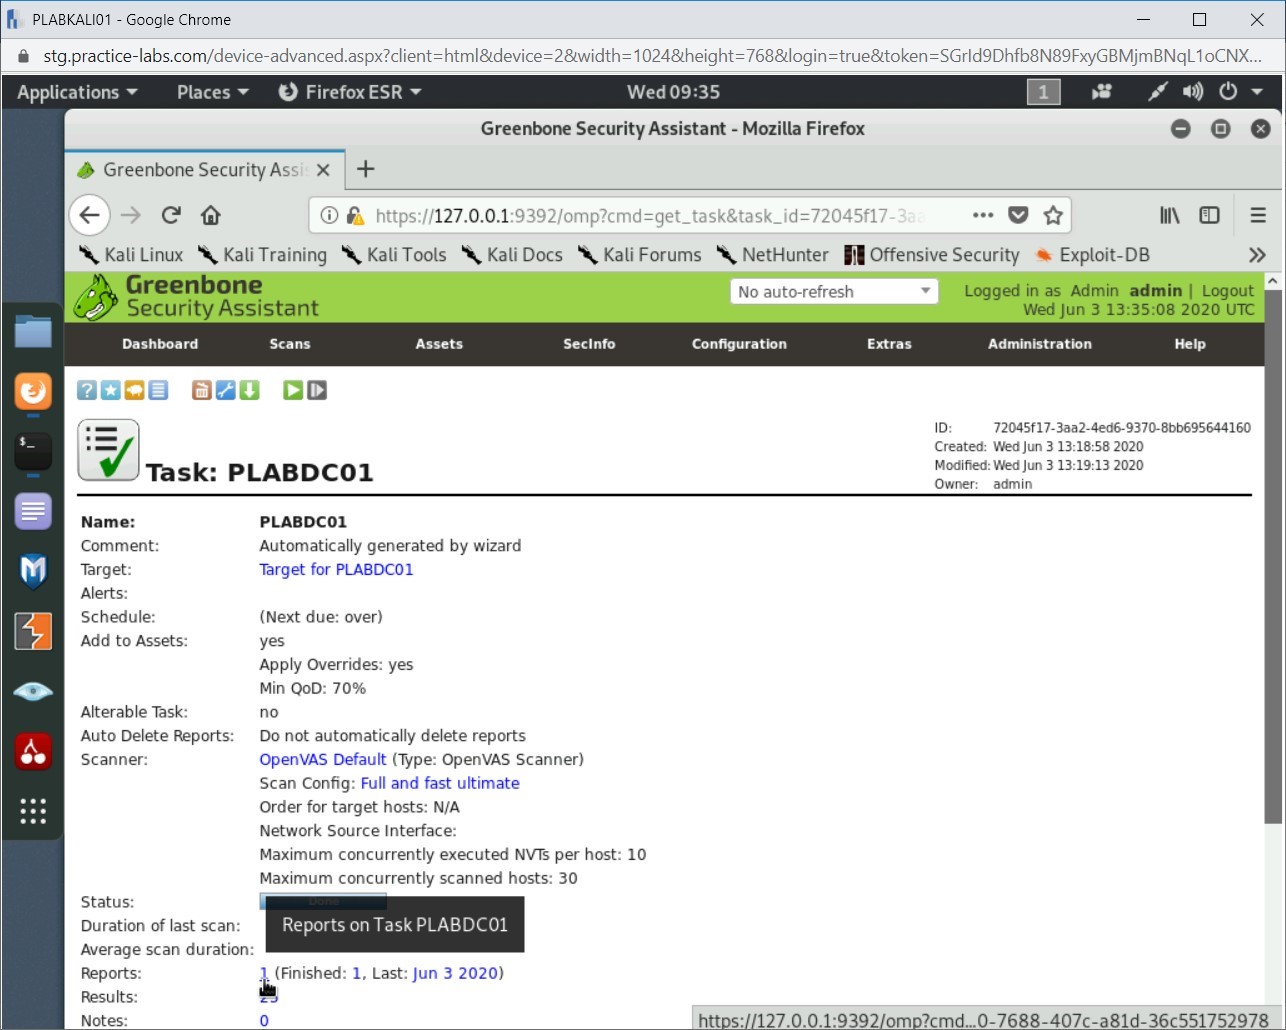 PLABKALI01 - Google Chrome
stg.practice-labs.com/device-advanced.aspx?client=html&device=2&width=1024&height=768&login=true&token=SGrId9Dhfb8N89FxyGBMjmBNqL1oCNX...
Applications Places Firefox ESR Wed 09:35 1
Greenbone Security Assistant - Mozilla Firefox
Greenbone Security Assis
https://127.0.0.1:9392/omp?cmd=get_task&task_id=72045f17-3aa
Kali Linux Kali Training Kali Tools Kali Docs Kali Forums NetHunter Offensive Security Exploit-DB
Greenbone
Security Assistant
No auto-refresh
Logged in as Admin admin | Logout
Wed Jun 3 13:35:08 2020 UTC
Dashboard Scans Assets SecInfo Configuration Extras Administration Help
Task: PLABDC01
ID: 72045f17-3aa2-4ed6-9370-8bb695644160
Created: Wed Jun 3 13:18:58 2020
Modified: Wed Jun 3 13:19:13 2020
Owner: admin
Name: PLABDC01
Comment: Automatically generated by wizard
Target: Target for PLABDC01
Alerts:
Schedule: (Next due: over)
Add to Assets: yes
Apply Overrides: yes
Min QoD: 70%
Alterable Task: no
Auto Delete Reports: Do not automatically delete reports
Scanner: OpenVAS Default (Type: OpenVAS Scanner)
Scan Config: Full and fast ultimate
Order for target hosts: N/A
Network Source Interface:
Maximum concurrently executed NVTs per host: 10
Maximum concurrently scanned hosts: 30
Status: Done
Duration of last scan:
Reports on Task PLABDC01
Average scan duration:
Reports: 1 (Finished: 1, Last: Jun 3 2020)
Results:
Notes: 0
https://127.0.0.1:9392/omp?cmd...0-7688-407c-a81d-36c551752978